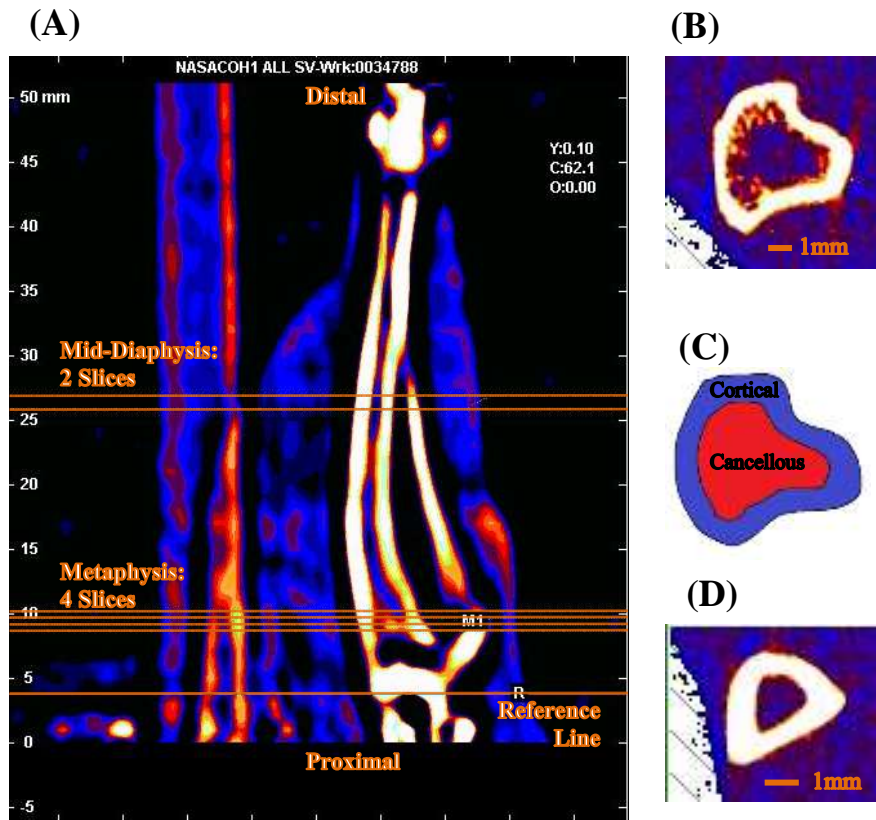 (A)
NASACOH1 ALL SV-Wrk:0034788
50 mm
Distal
Y:0.10
C:62.1
O:0.00
45
40
35
30
Mid-Diaphysis:
2 Slices
25
20
15
Metaphysis:
4 Slices
10
M1
5
R
Reference
Line
0
Proximal
-5
(B)
1mm
(C)
Cortical
Cancellous
(D)
1mm